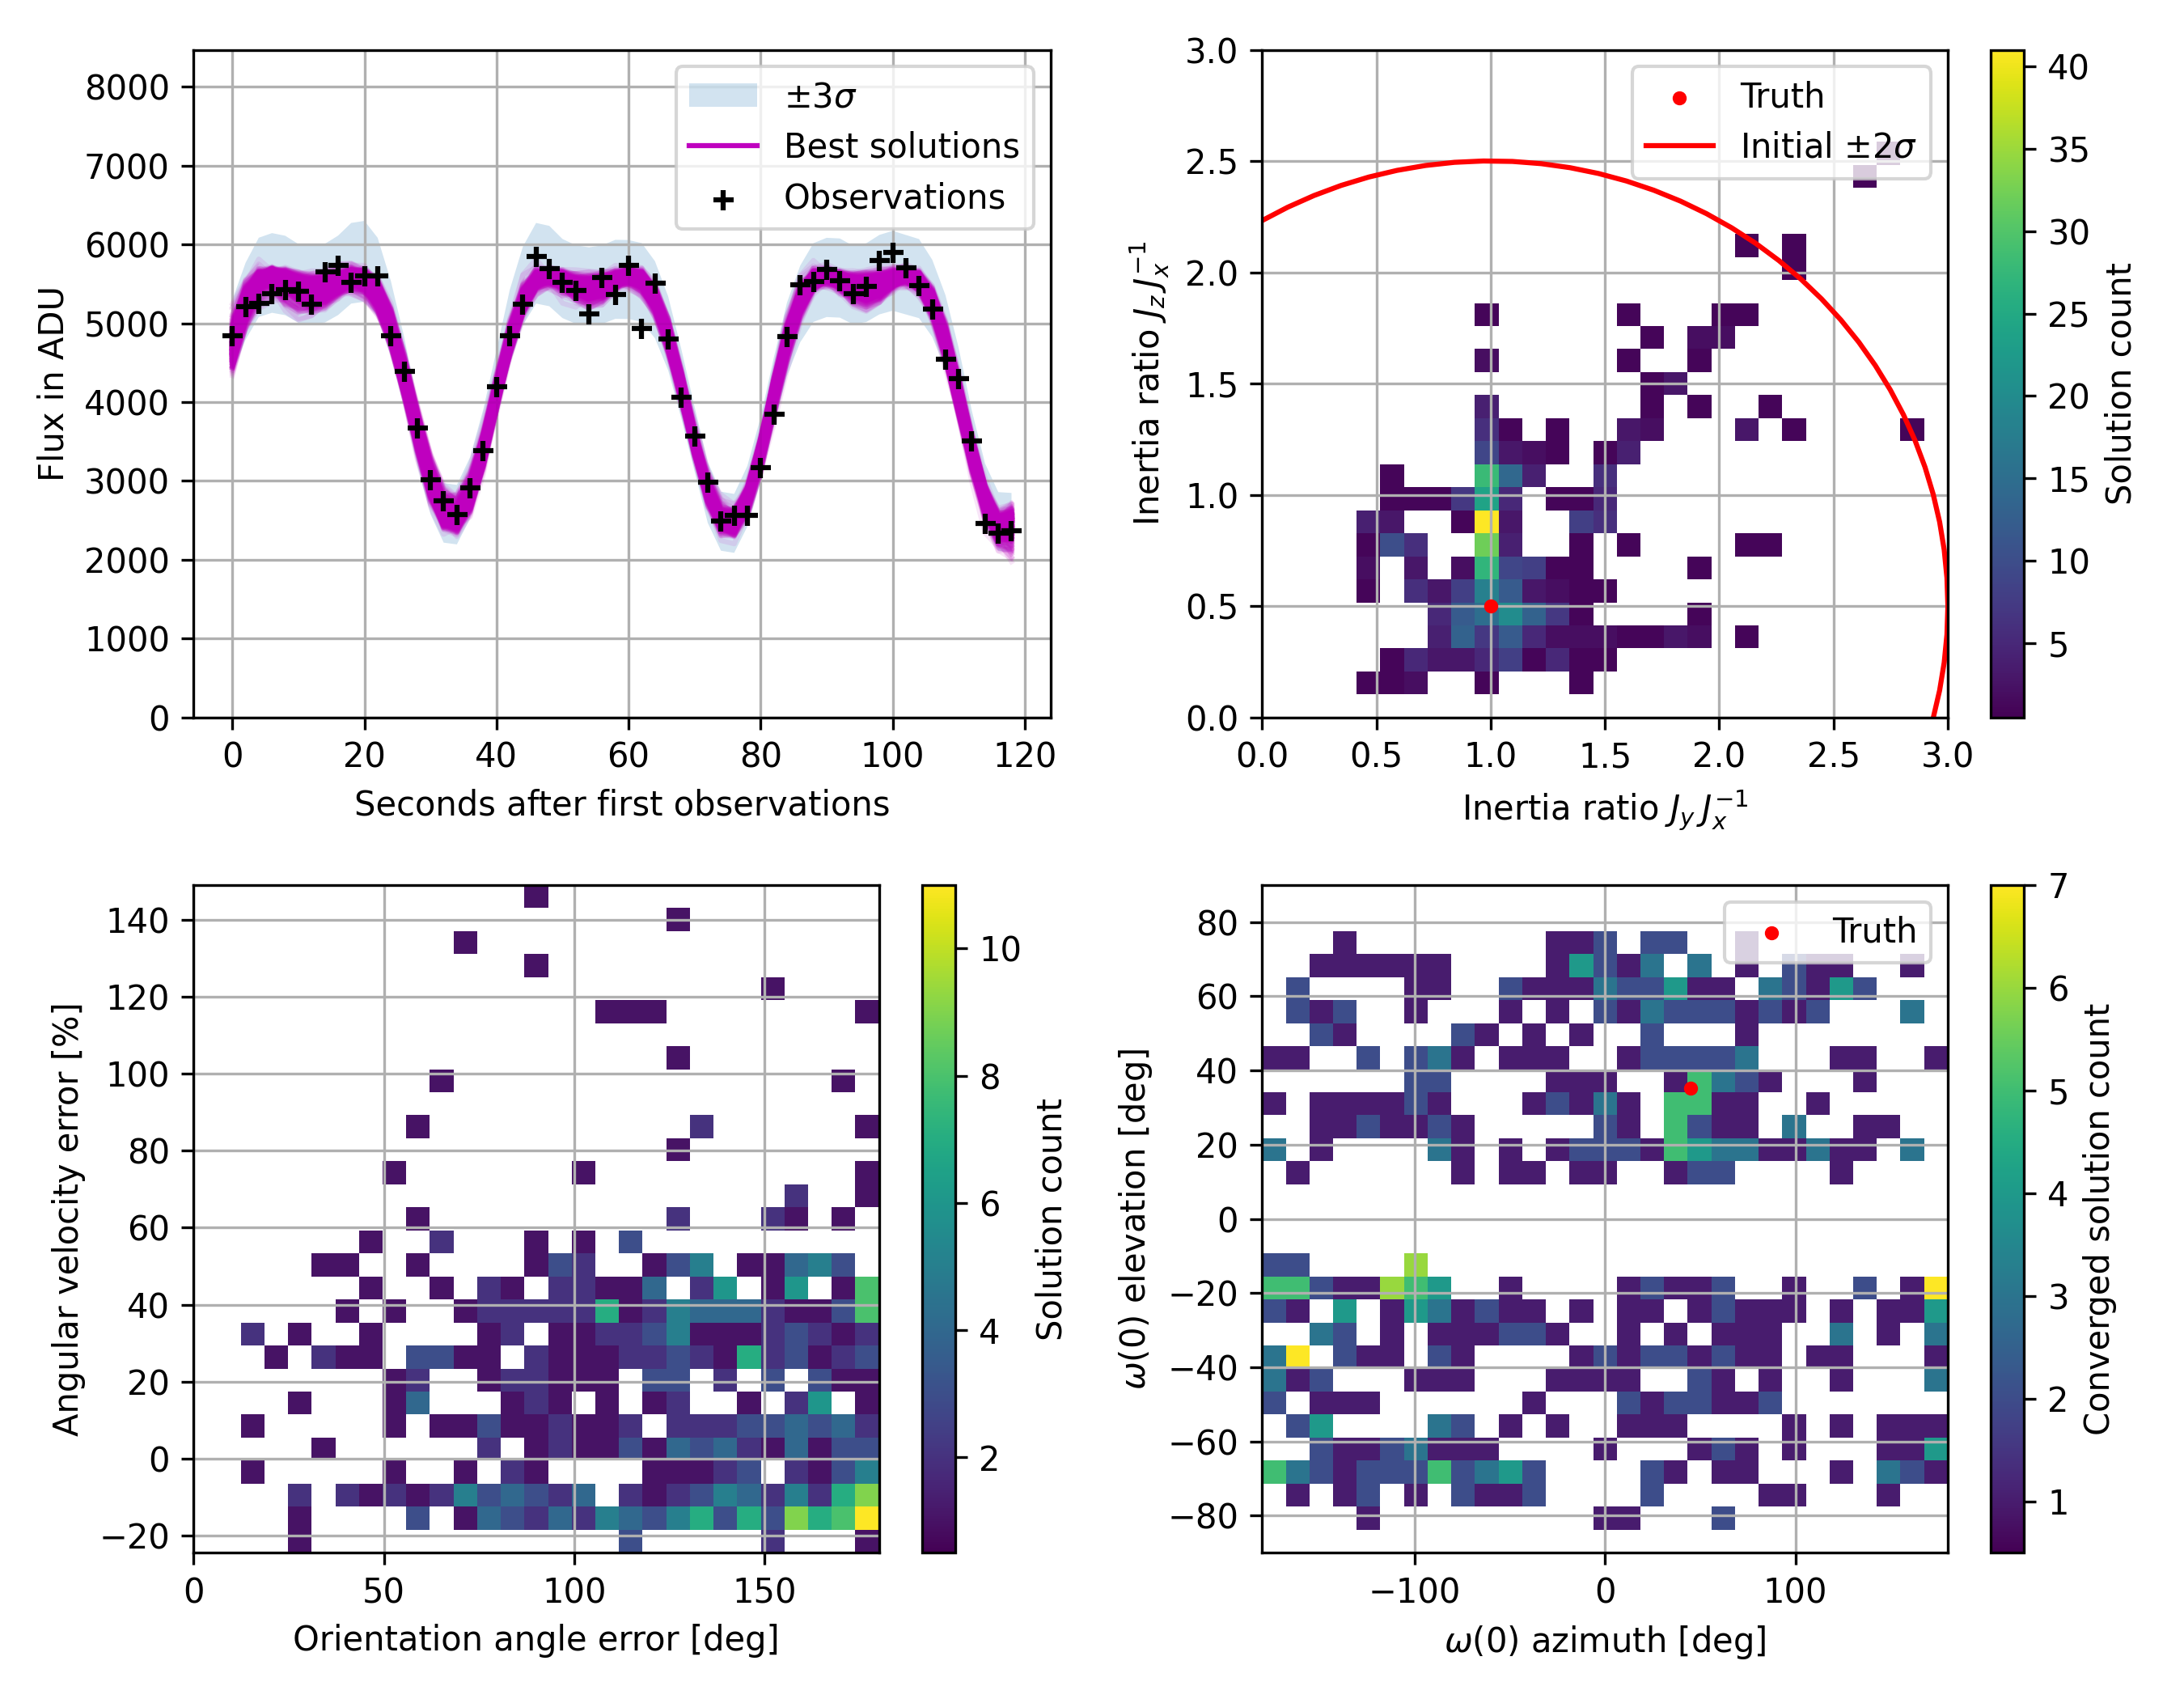 8000
7000
6000
5000
4000
3000
2000
1000
0
Flux in ADU
±3σ
Best solutions
Observations
0 20 40 60 80 100 120
Seconds after first observations
3.0
2.5
2.0
1.5
1.0
0.5
0.0
Inertia ratio J_z J_x^{-1}
Truth
Initial ±2σ
0.0 0.5 1.0 1.5 2.0 2.5 3.0
Inertia ratio J_y J_x^{-1}
40
35
30
25
20
15
10
5
Solution count
140
120
100
80
60
40
20
0
−20
Angular velocity error [%]
0 50 100 150
Orientation angle error [deg]
10
8
6
4
2
Solution count
80
60
40
20
0
−20
−40
−60
−80
ω(0) elevation [deg]
Truth
−100 0 100
ω(0) azimuth [deg]
7
6
5
4
3
2
1
Converged solution count